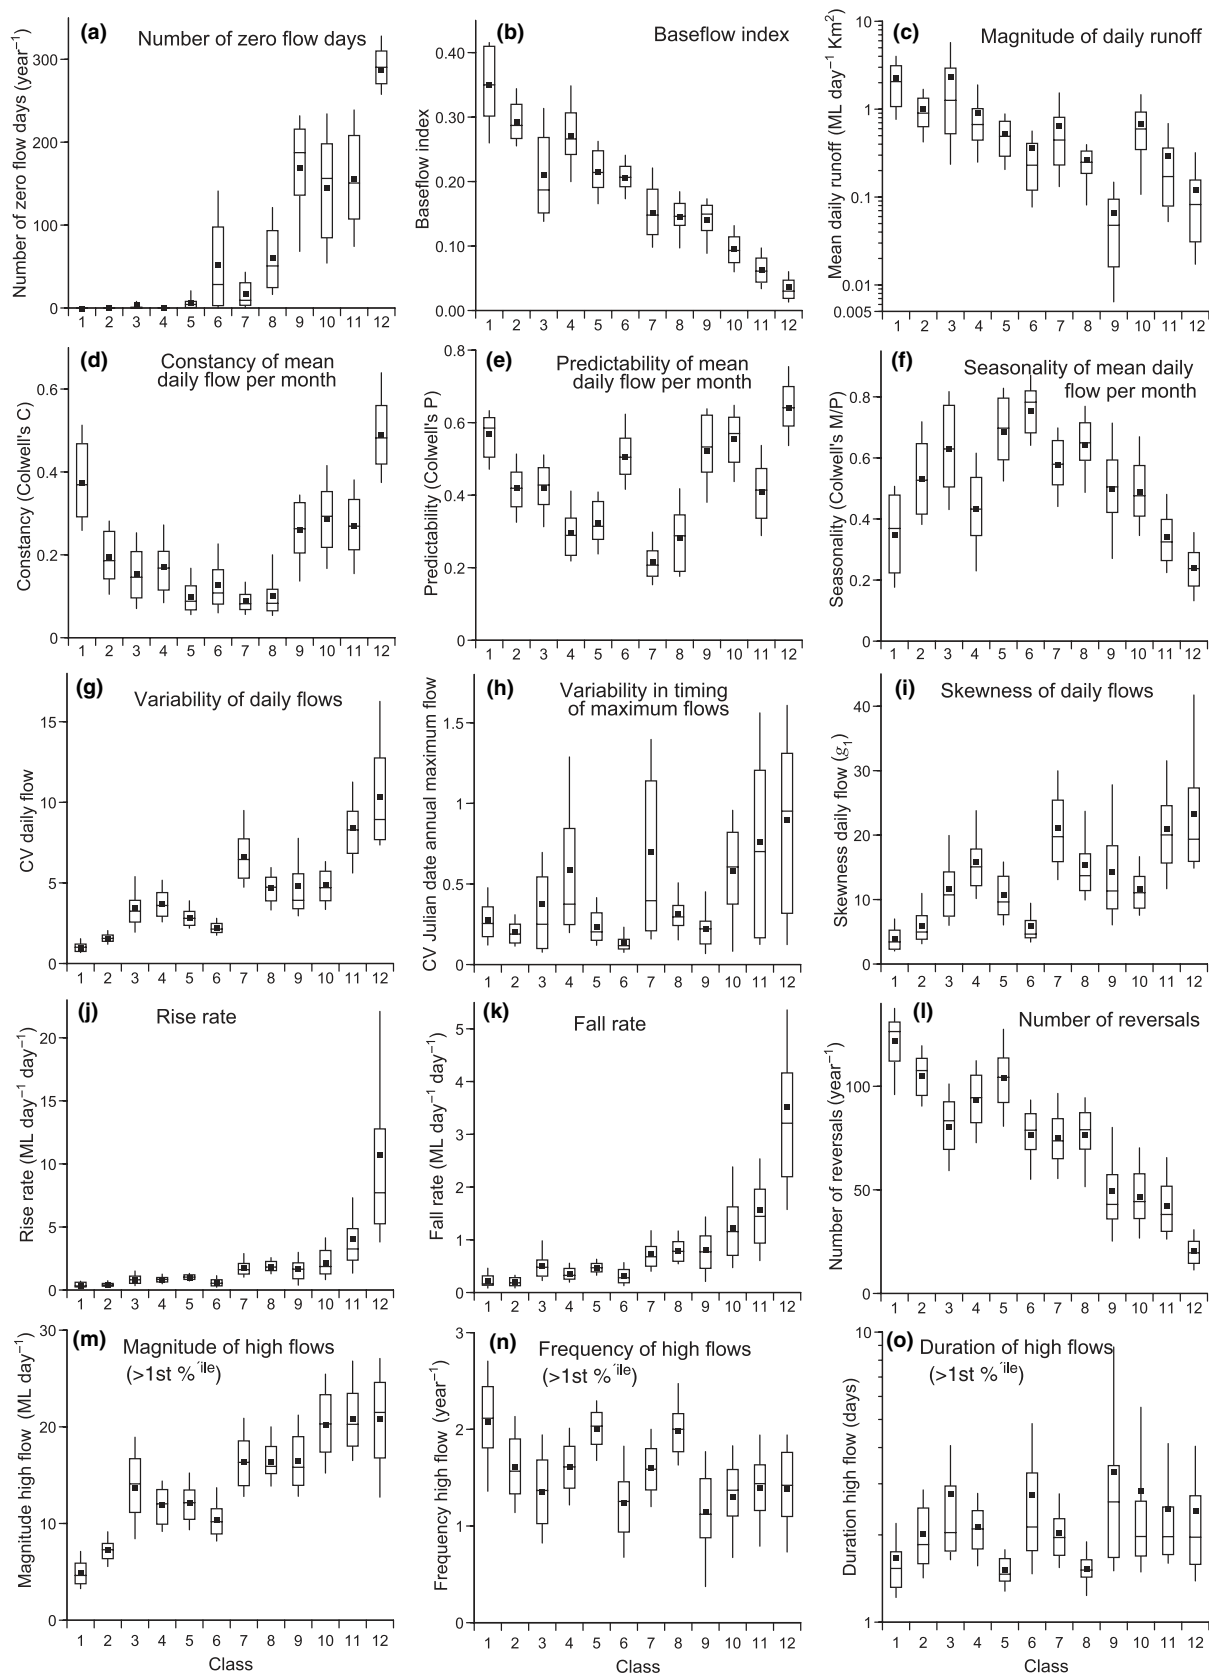 (a) Number of zero flow days
Number of zero flow days (year⁻¹)
300
200
100
0
1 2 3 4 5 6 7 8 9 10 11 12
(b) Baseflow index
Baseflow index
0.40
0.30
0.20
0.10
0.00
1 2 3 4 5 6 7 8 9 10 11 12
(c) Magnitude of daily runoff
Mean daily runoff (ML day⁻¹ Km²)
10
1
0.1
0.01
0.005
1 2 3 4 5 6 7 8 9 10 11 12
(d) Constancy of mean
daily flow per month
Constancy (Colwell's C)
0.6
0.4
0.2
0
1 2 3 4 5 6 7 8 9 10 11 12
(e) Predictability of mean
daily flow per month
Predictability (Colwell's P)
0.8
0.6
0.4
0.2
0
1 2 3 4 5 6 7 8 9 10 11 12
(f) Seasonality of mean daily
flow per month
Seasonality (Colwell's M/P)
0.8
0.6
0.4
0.2
0
1 2 3 4 5 6 7 8 9 10 11 12
(g) Variability of daily flows
CV daily flow
15
10
5
0
1 2 3 4 5 6 7 8 9 10 11 12
(h) Variability in timing
of maximum flows
CV Julian date annual maximum flow
1.5
1
0.5
0
1 2 3 4 5 6 7 8 9 10 11 12
(i) Skewness of daily flows
Skewness daily flow (g₁)
40
30
20
10
0
1 2 3 4 5 6 7 8 9 10 11 12
(j) Rise rate
Rise rate (ML day⁻¹ day⁻¹)
20
15
10
5
0
1 2 3 4 5 6 7 8 9 10 11 12
(k) Fall rate
Fall rate (ML day⁻¹ day⁻¹)
5
4
3
2
1
0
1 2 3 4 5 6 7 8 9 10 11 12
(l) Number of reversals
Number of reversals (year⁻¹)
100
50
0
1 2 3 4 5 6 7 8 9 10 11 12
(m) Magnitude of high flows
(>1st %'ile)
Magnitude high flow (ML day⁻¹)
30
20
10
0
1 2 3 4 5 6 7 8 9 10 11 12
Class
(n) Frequency of high flows
(>1st %'ile)
Frequency high flow (year⁻¹)
3
2
1
0
1 2 3 4 5 6 7 8 9 10 11 12
Class
(o) Duration of high flows
(>1st %'ile)
Duration high flow (days)
10
1
1 2 3 4 5 6 7 8 9 10 11 12
Class